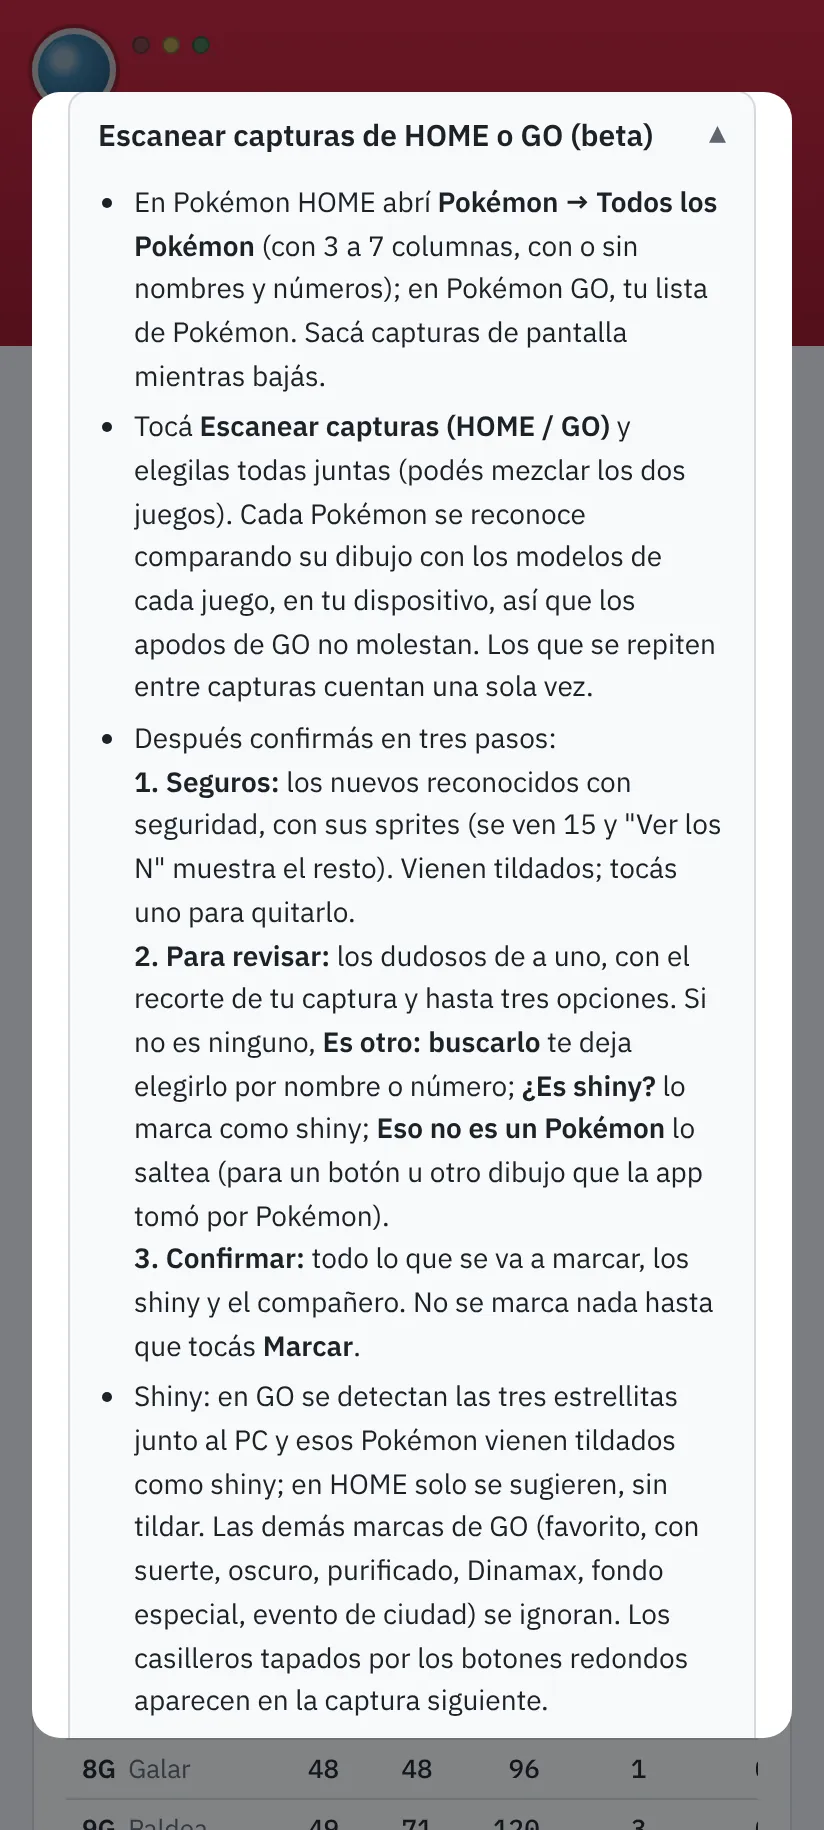 Escanear capturas de HOME o GO (beta) ▲
• En Pokémon HOME abrí Pokémon → Todos los
Pokémon (con 3 a 7 columnas, con o sin
nombres y números); en Pokémon GO, tu lista
de Pokémon. Sacá capturas de pantalla
mientras bajás.
• Tocá Escanear capturas (HOME / GO) y
elegilas todas juntas (podés mezclar los dos
juegos). Cada Pokémon se reconoce
comparando su dibujo con los modelos de
cada juego, en tu dispositivo, así que los
apodos de GO no molestan. Los que se repiten
entre capturas cuentan una sola vez.
• Después confirmás en tres pasos:
1. Seguros: los nuevos reconocidos con
seguridad, con sus sprites (se ven 15 y "Ver los
N" muestra el resto). Vienen tildados; tocás
uno para quitarlo.
2. Para revisar: los dudosos de a uno, con el
recorte de tu captura y hasta tres opciones. Si
no es ninguno, Es otro: buscarlo te deja
elegirlo por nombre o número; ¿Es shiny? lo
marca como shiny; Eso no es un Pokémon lo
saltea (para un botón u otro dibujo que la app
tomó por Pokémon).
3. Confirmar: todo lo que se va a marcar, los
shiny y el compañero. No se marca nada hasta
que tocás Marcar.
• Shiny: en GO se detectan las tres estrellitas
junto al PC y esos Pokémon vienen tildados
como shiny; en HOME solo se sugieren, sin
tildar. Las demás marcas de GO (favorito, con
suerte, oscuro, purificado, Dinamax, fondo
especial, evento de ciudad) se ignoran. Los
casilleros tapados por los botones redondos
aparecen en la captura siguiente.
8G Galar 48 48 96 1
9G Paldea 49 71 120 3